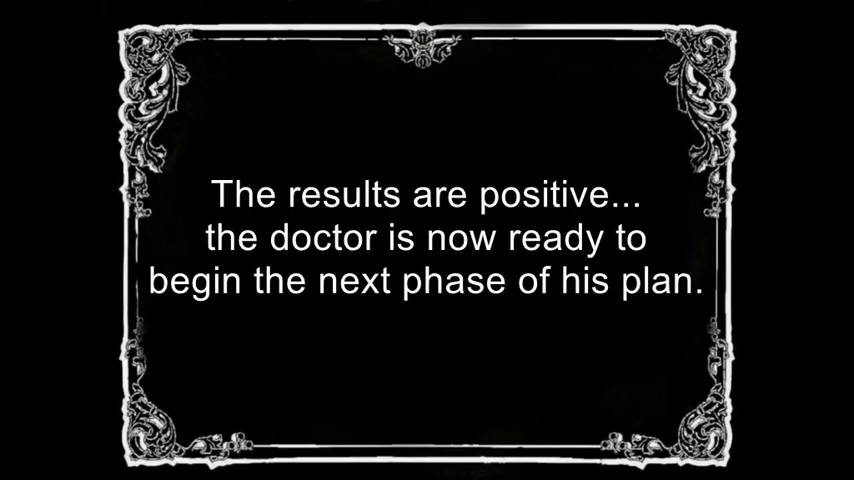 The results are positive...
the doctor is now ready to
begin the next phase of his plan.